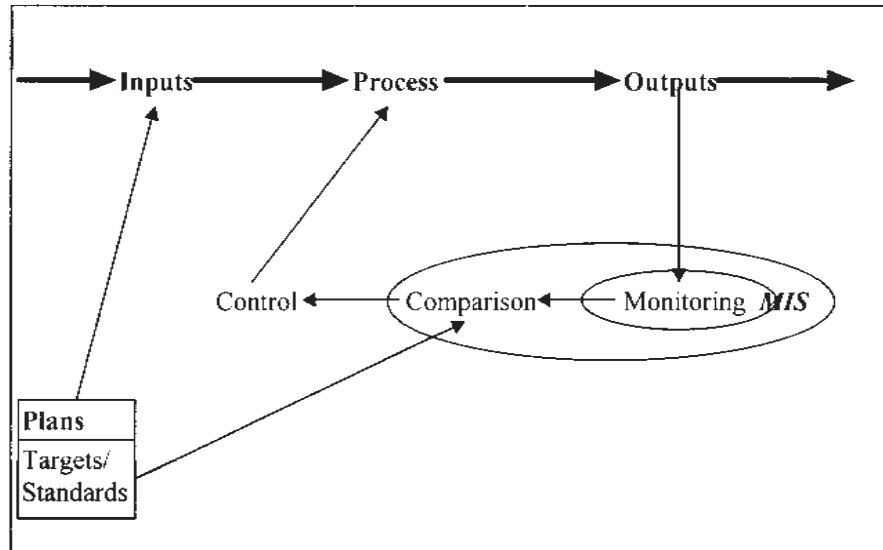 Inputs Process Outputs
Control Comparison Monitoring MIS
Plans
Targets/
Standards